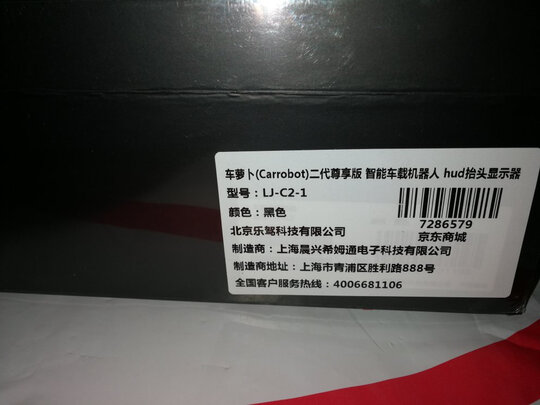 车萝卜(Carrobot)二代尊享版 智能车载机器人 hud抬头显示器
型号：LJ-C2-1
颜色：黑色
7286579
北京乐驾科技有限公司
京东商城
制造商：上海晨兴希姆通电子科技有限公司
制造商地址：上海市青浦区胜利路888号
全国客户服务热线：4006681106